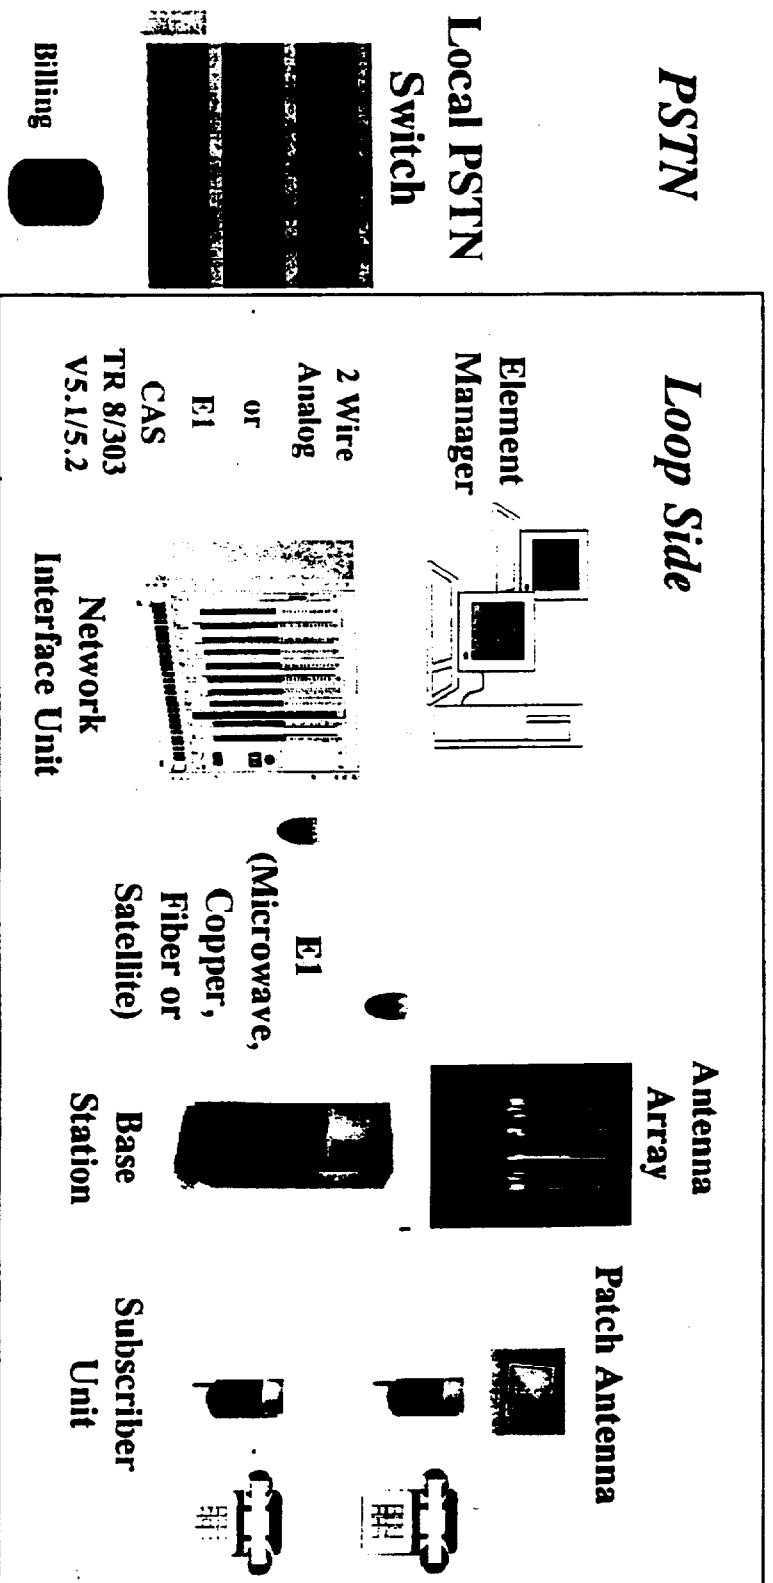 PSTN
Local PSTN
Switch
Billing
Loop Side
Element
Manager
2 Wire
Analog
or
E1
CAS
TR 8/303
V5.1/5.2
Network
Interface Unit
E1
(Microwave,
Copper,
Fiber or
Satellite)
Antenna
Array
Base
Station
Patch Antenna
Subscriber
Unit